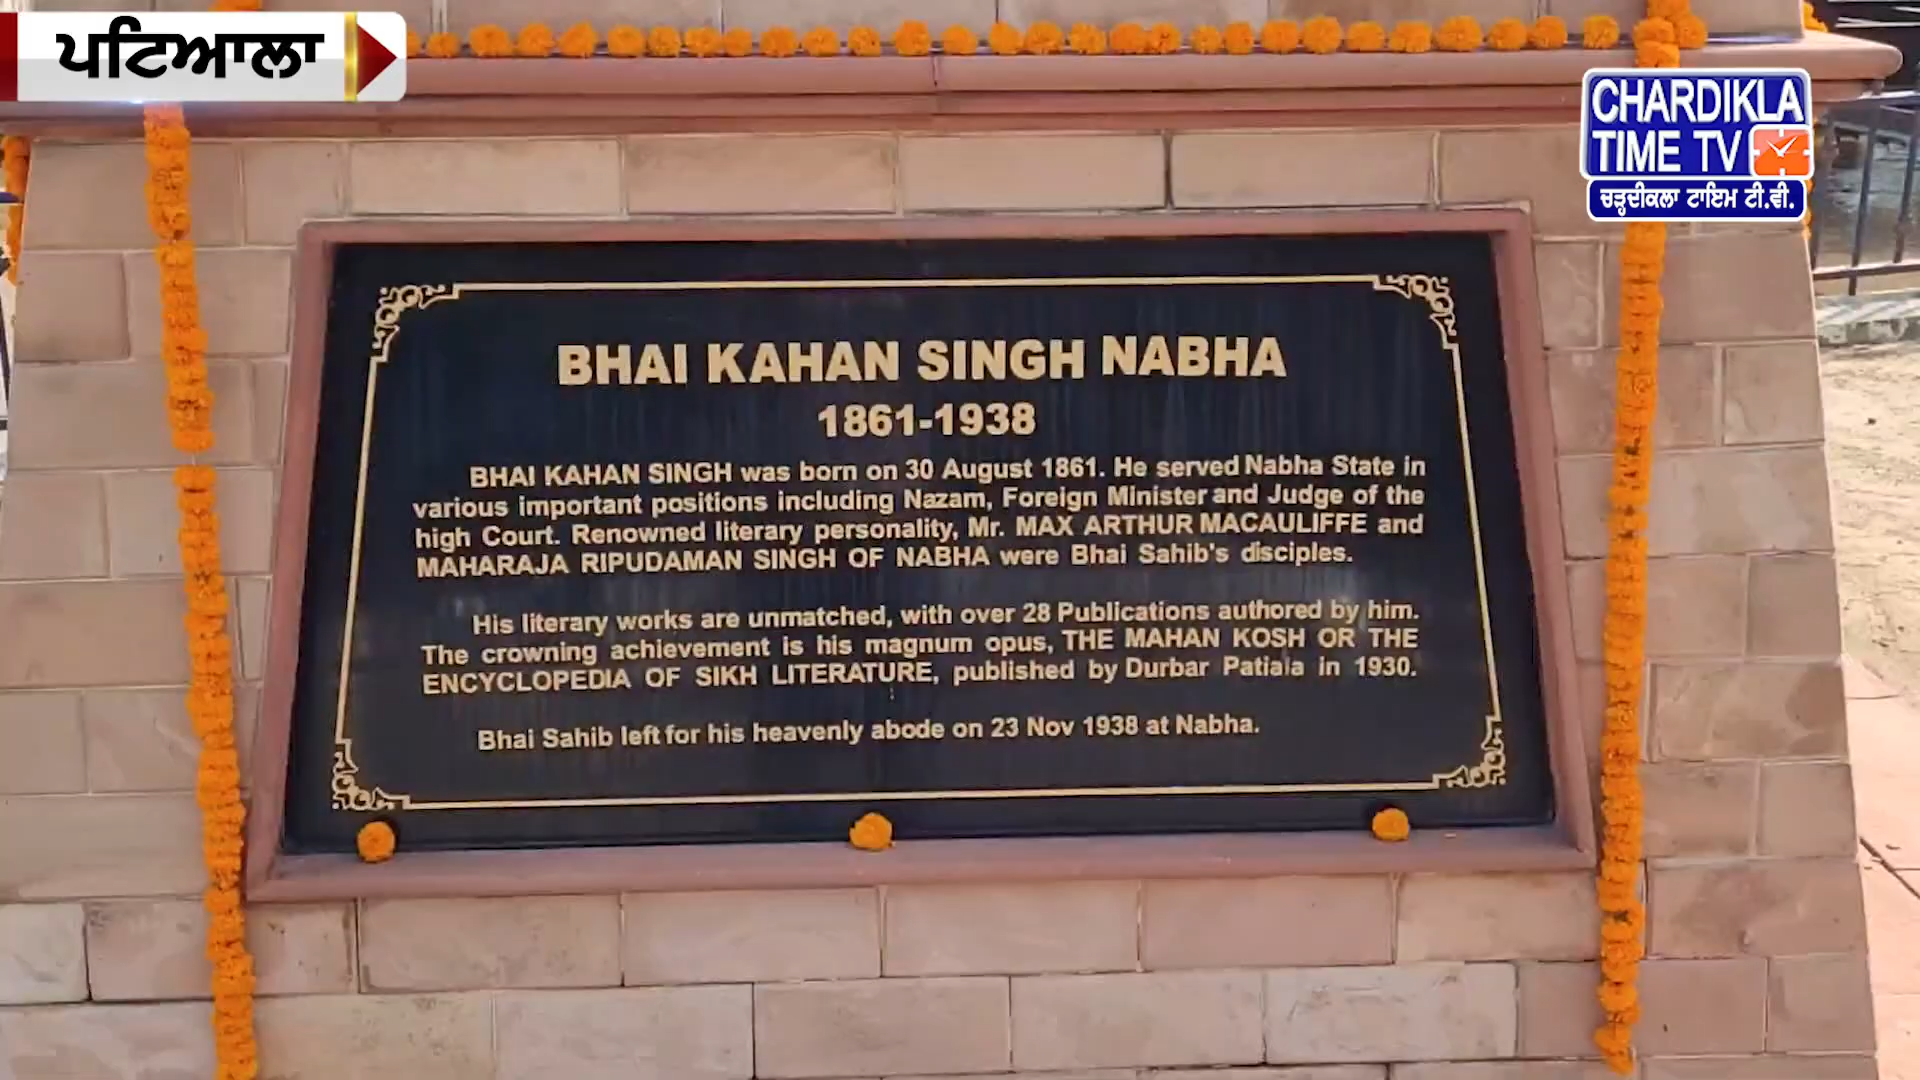 ਪਟਿਆਲਾ
CHARDIKLA
TIME TV
ਚੜ੍ਹਦੀਕਲਾ ਟਾਇਮ ਟੀ.ਵੀ.
BHAI KAHAN SINGH NABHA
1861-1938
BHAI KAHAN SINGH was born on 30 August 1861. He served Nabha State in
various important positions including Nazam, Foreign Minister and Judge of the
high Court. Renowned literary personality, Mr. MAX ARTHUR MACAULIFFE and
MAHARAJA RIPUDAMAN SINGH OF NABHA were Bhai Sahib's disciples.
His literary works are unmatched, with over 28 Publications authored by him.
The crowning achievement is his magnum opus, THE MAHAN KOSH OR THE
ENCYCLOPEDIA OF SIKH LITERATURE, published by Durbar Patiala in 1930.
Bhai Sahib left for his heavenly abode on 23 Nov 1938 at Nabha.